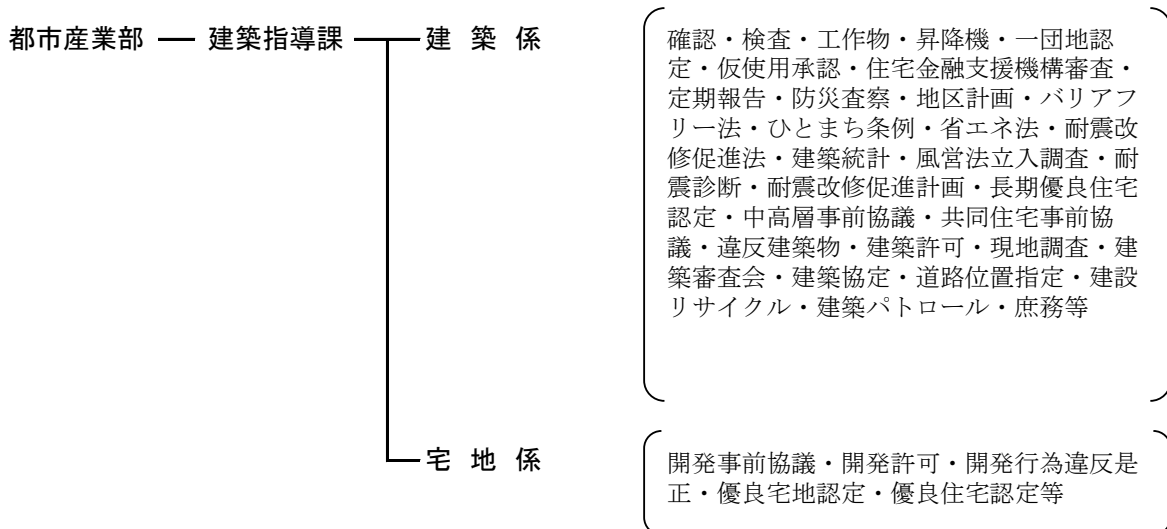 都市産業部 建築指導課 建築係
確認・検査・工作物・昇降機・一団地認
定・仮使用承認・住宅金融支援機構審査・
定期報告・防災査察・地区計画・バリアフ
リー法・ひとまち条例・省エネ法・耐震改
修促進法・建築統計・風営法立入調査・耐
震診断・耐震改修促進計画・長期優良住宅
認定・中高層事前協議・共同住宅事前協
議・違反建築物・建築許可・現地調査・建
築審査会・建築協定・道路位置指定・建設
リサイクル・建築パトロール・庶務等
宅地係
開発事前協議・開発許可・開発行為違反是
正・優良宅地認定・優良住宅認定等